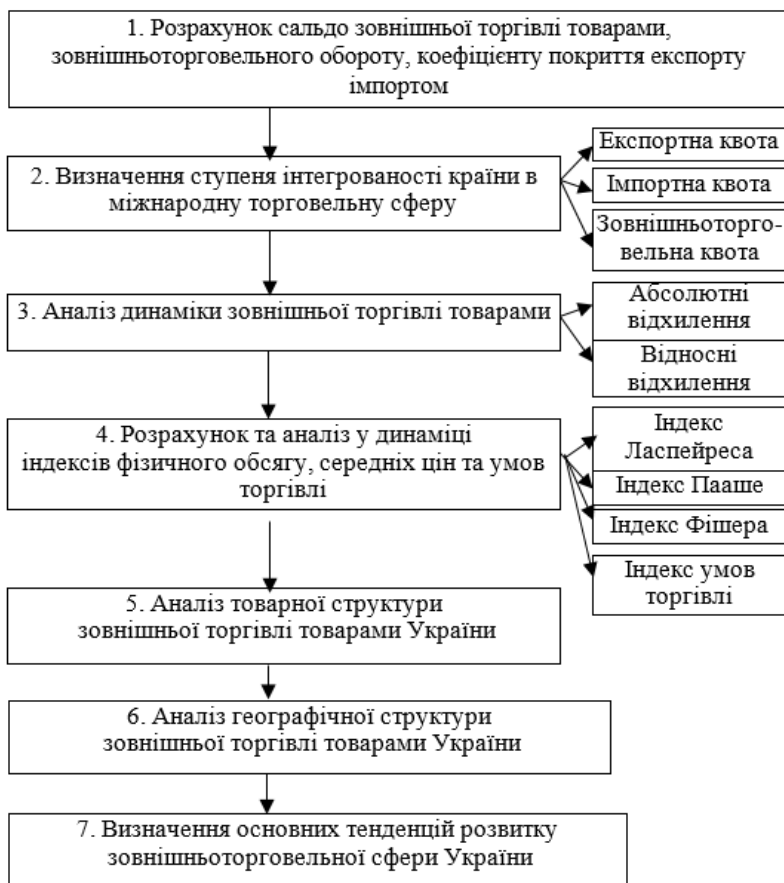 1. Розрахунок сальдо зовнішньої торгівлі товарами,
зовнішньоторговельного обороту, коефіцієнту покриття експорту
імпортом
2. Визначення ступеня інтегрованості країни в
міжнародну торговельну сферу
Експортна квота
Імпортна квота
Зовнішньоторго-
вельна квота
3. Аналіз динаміки зовнішньої торгівлі товарами
Абсолютні
відхилення
Відносні
відхилення
4. Розрахунок та аналіз у динаміці
індексів фізичного обсягу, середніх цін та умов
торгівлі
Індекс
Ласпейреса
Індекс Пааше
Індекс Фішера
Індекс умов
торгівлі
5. Аналіз товарної структури
зовнішньої торгівлі товарами України
6. Аналіз географічної структури
зовнішньої торгівлі товарами України
7. Визначення основних тенденцій розвитку
зовнішньоторговельної сфери України